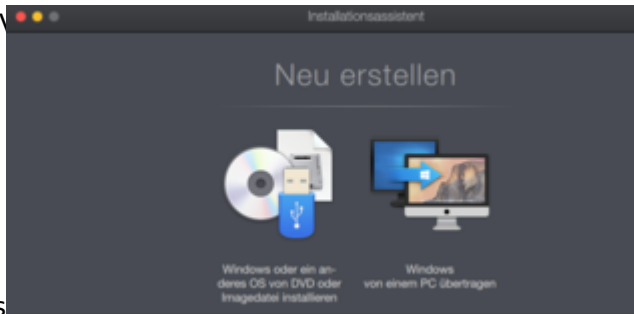 Installationsassistent
Neu erstellen
Windows oder ein an-
deres OS von DVD oder
Imagedatei installieren
Windows
von einem PC übertragen
s